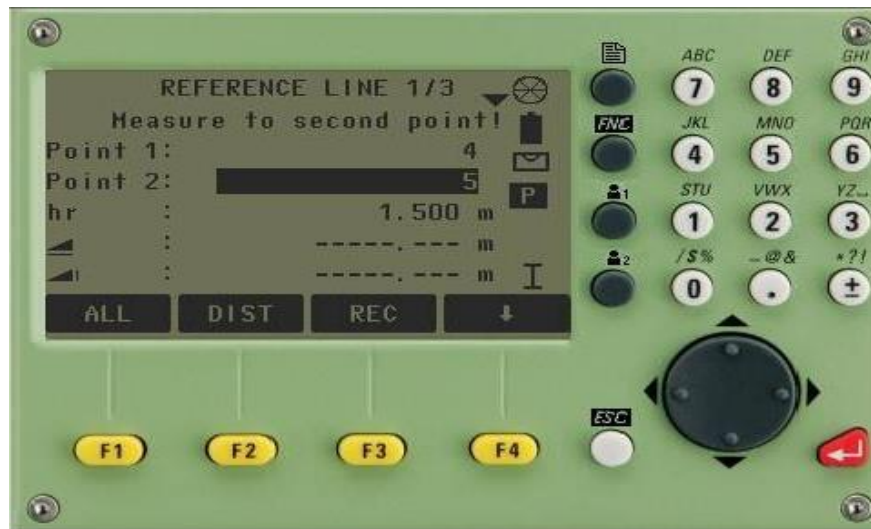 REFERENCE LINE 1/3
Measure to second point!
Point 1: 4
Point 2: 5
P
hr : 1.500 m
: -----.--- m
: -----.--- m
ALL DIST REC
F1 F2 F3 F4
ABC DEF GHI
7 8 9
FNC JKL MNO PQR
4 5 6
1 STU VWX YZ
1 2 3
2 /$% _@& *?!
0 . ±
ESC